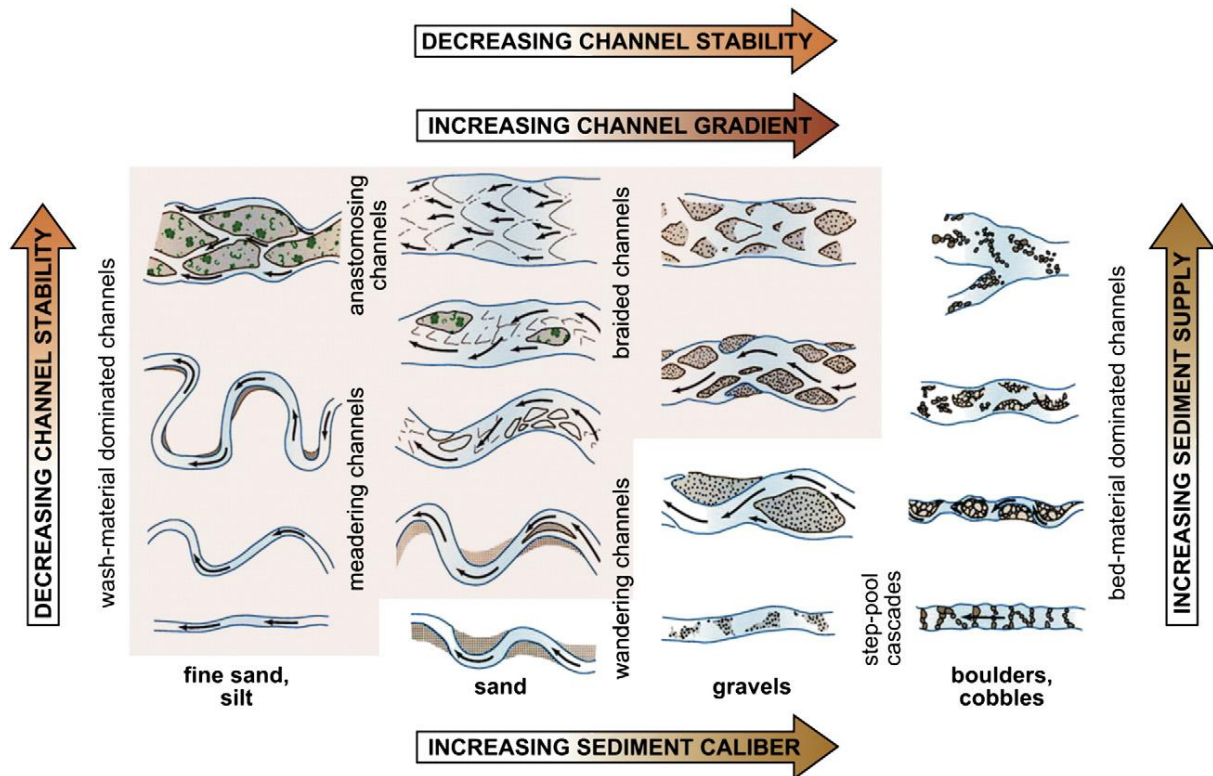 DECREASING CHANNEL STABILITY
INCREASING CHANNEL GRADIENT
DECREASING CHANNEL STABILITY
wash-material dominated channels
anastomosing
channels
meadering channels
braided channels
wandering channels
step-pool
cascades
bed-material dominated channels
INCREASING SEDIMENT SUPPLY
fine sand,
silt
sand
gravels
boulders,
cobbles
INCREASING SEDIMENT CALIBER